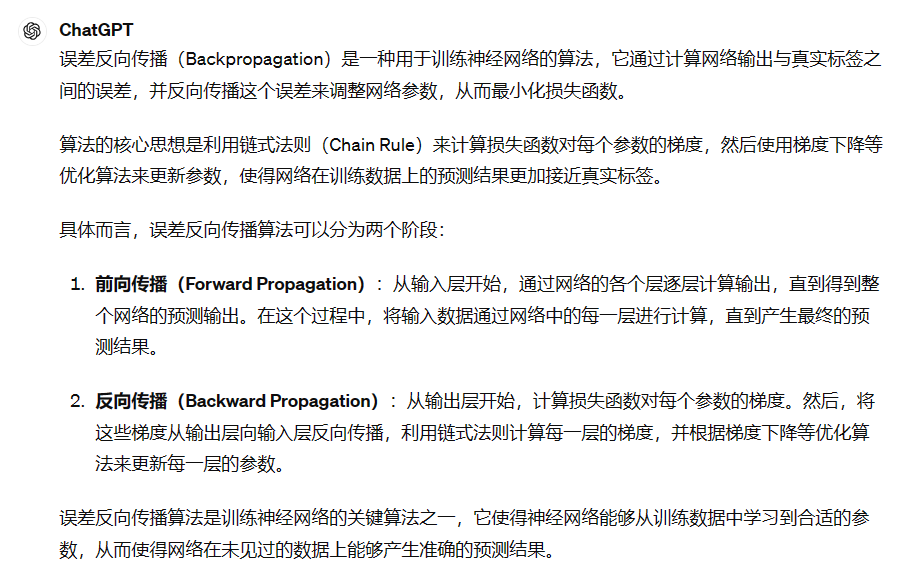 ChatGPT
误差反向传播（Backpropagation）是一种用于训练神经网络的算法，它通过计算网络输出与真实标签之
间的误差，并反向传播这个误差来调整网络参数，从而最小化损失函数。
算法的核心思想是利用链式法则（Chain Rule）来计算损失函数对每个参数的梯度，然后使用梯度下降等
优化算法来更新参数，使得网络在训练数据上的预测结果更加接近真实标签。
具体而言，误差反向传播算法可以分为两个阶段：
1. 前向传播（Forward Propagation）：从输入层开始，通过网络的各个层逐层计算输出，直到得到整
个网络的预测输出。在这个过程中，将输入数据通过网络中的每一层进行计算，直到产生最终的预
测结果。
2. 反向传播（Backward Propagation）：从输出层开始，计算损失函数对每个参数的梯度。然后，将
这些梯度从输出层向输入层反向传播，利用链式法则计算每一层的梯度，并根据梯度下降等优化算
法来更新每一层的参数。
误差反向传播算法是训练神经网络的关键算法之一，它使得神经网络能够从训练数据中学习到合适的参
数，从而使得网络在未见过的数据上能够产生准确的预测结果。